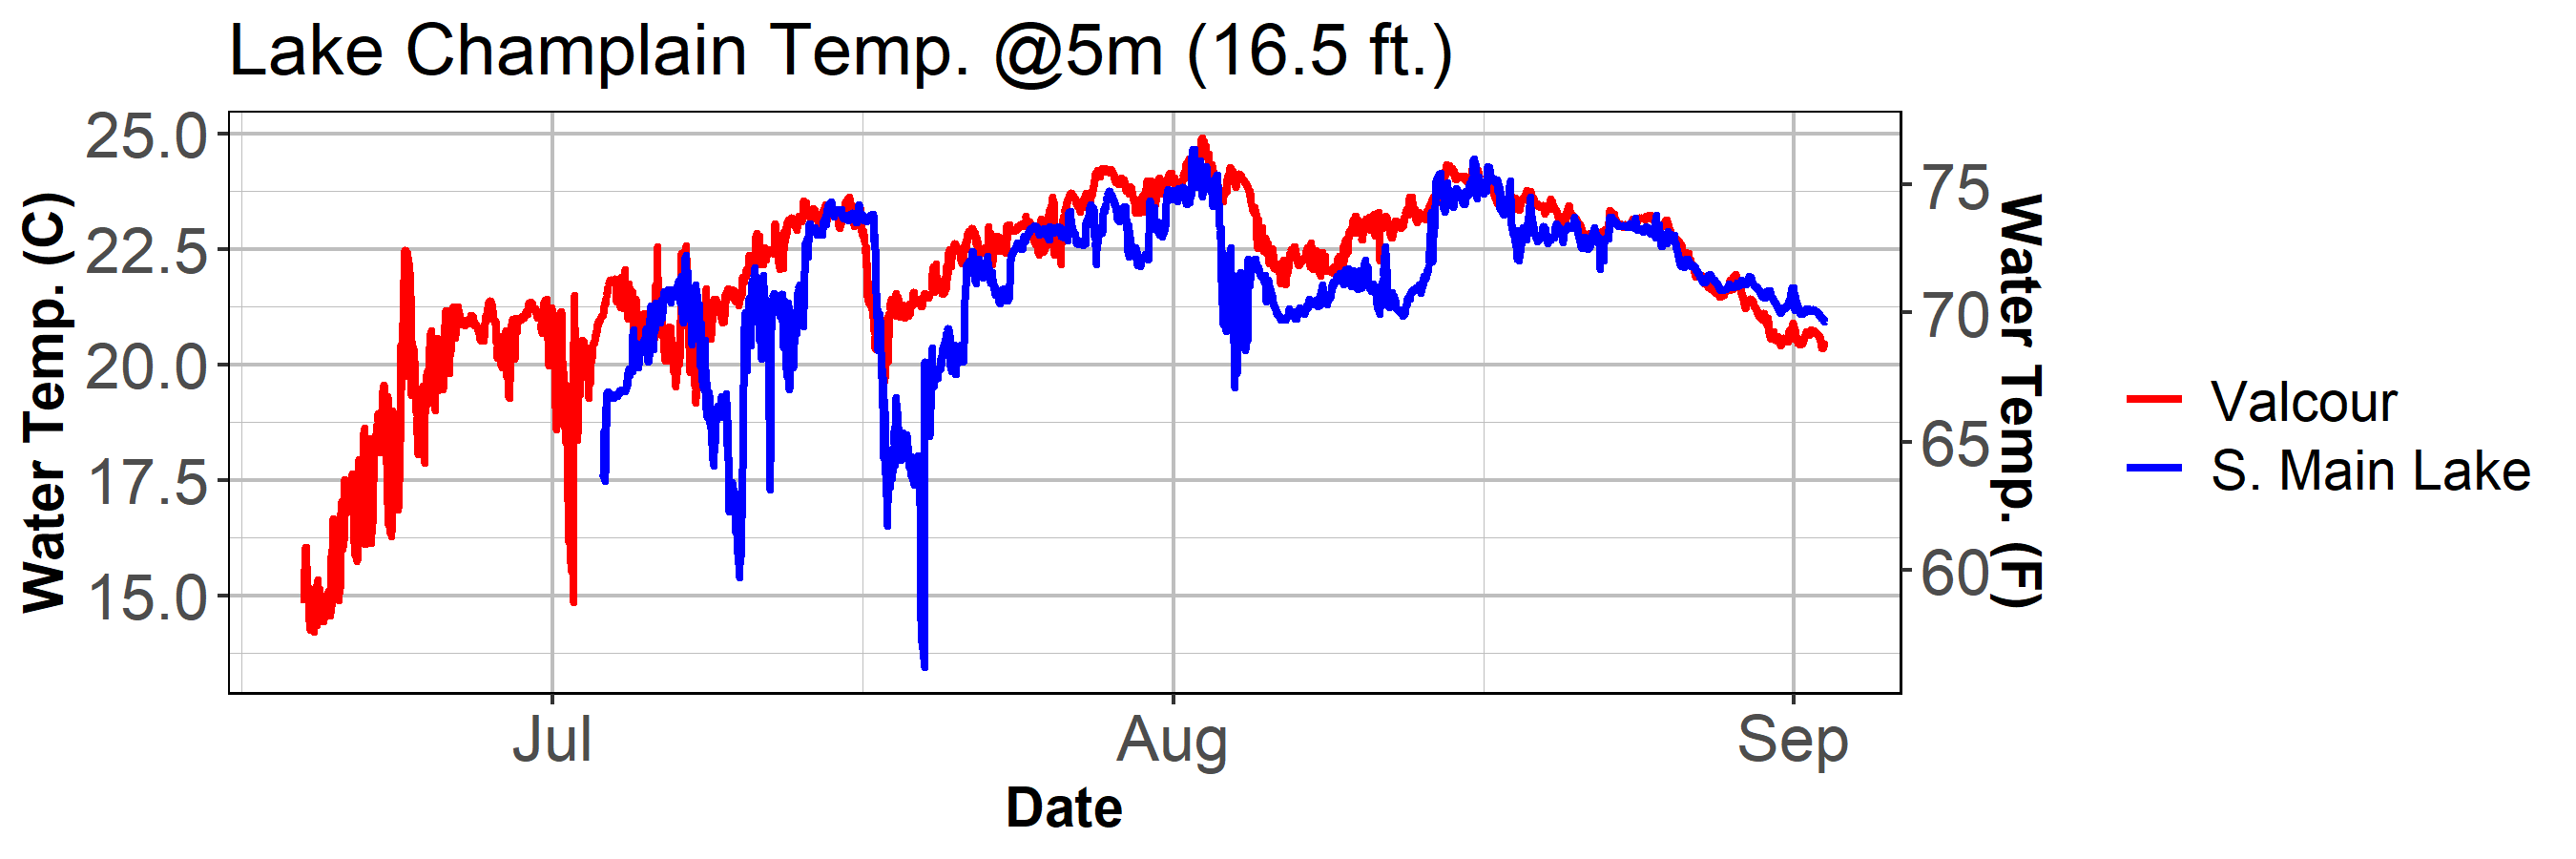 Lake Champlain Temp. @5m (16.5 ft.)
Water Temp. (C)
25.0
22.5
20.0
17.5
15.0
75
70
65
60
Water Temp. (F)
Jul
Aug
Sep
Date
Valcour
S. Main Lake